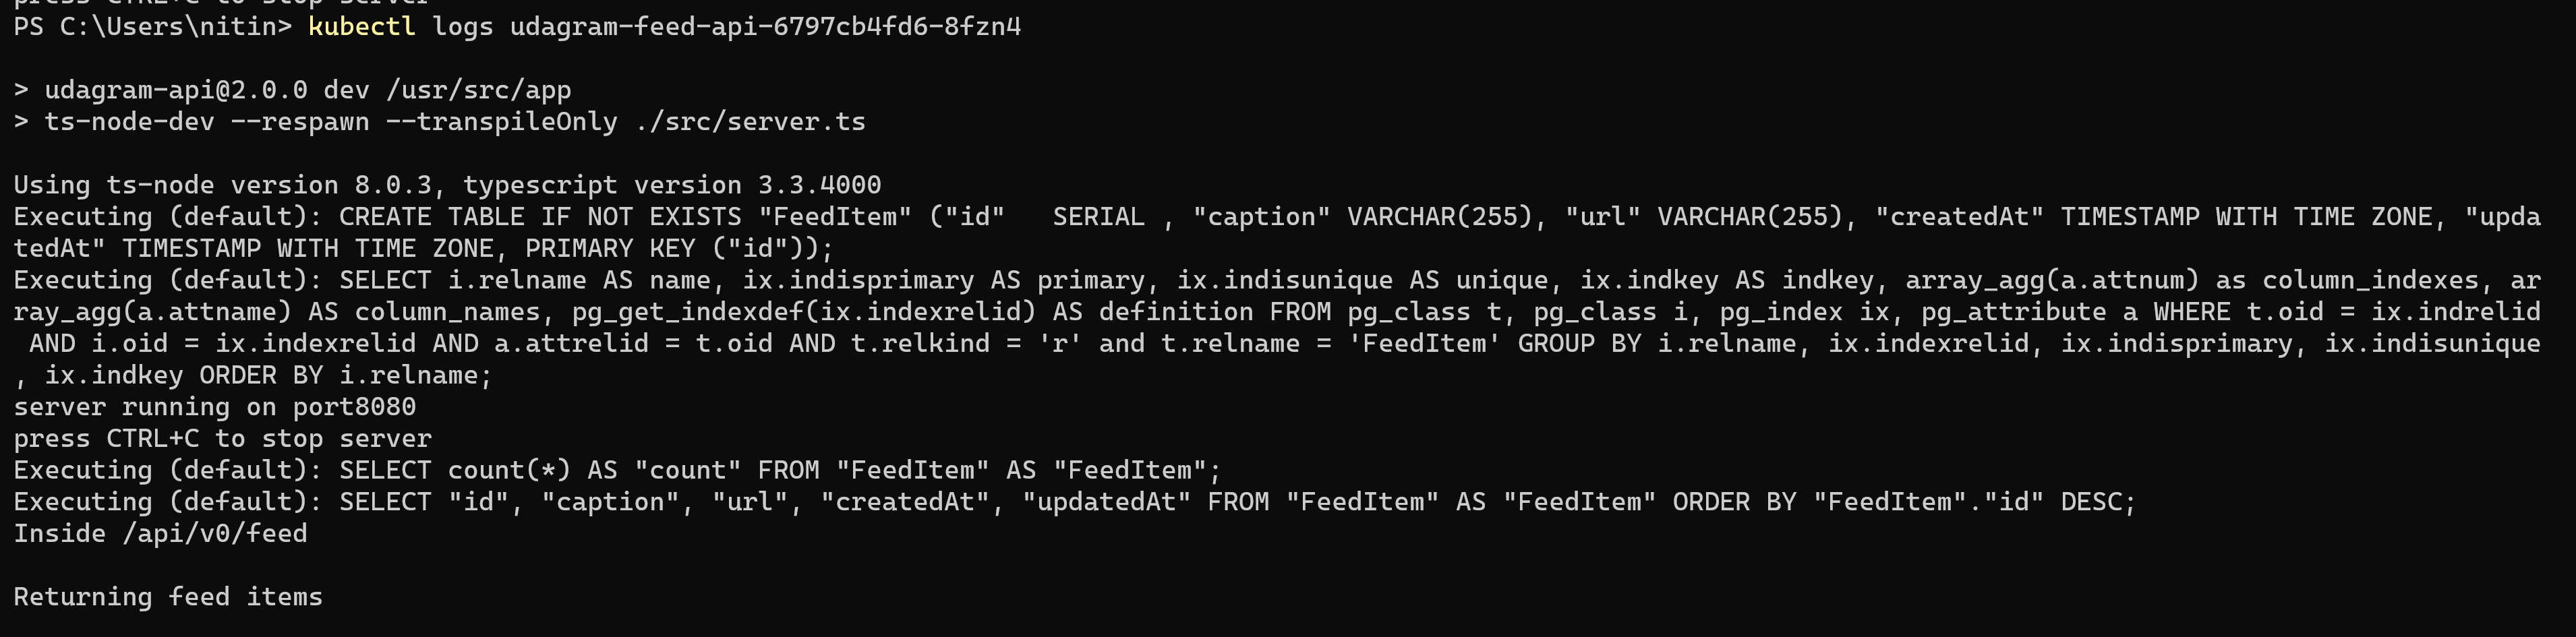 press CTRL+C to stop server
PS C:\Users\nitin> kubectl logs udagram-feed-api-6797cb4fd6-8fzn4
> udagram-api@2.0.0 dev /usr/src/app
> ts-node-dev --respawn --transpileOnly ./src/server.ts
Using ts-node version 8.0.3, typescript version 3.3.4000
Executing (default): CREATE TABLE IF NOT EXISTS "FeedItem" ("id"   SERIAL , "caption" VARCHAR(255), "url" VARCHAR(255), "createdAt" TIMESTAMP WITH TIME ZONE, "upda
tedAt" TIMESTAMP WITH TIME ZONE, PRIMARY KEY ("id"));
Executing (default): SELECT i.relname AS name, ix.indisprimary AS primary, ix.indisunique AS unique, ix.indkey AS indkey, array_agg(a.attnum) as column_indexes, ar
ray_agg(a.attname) AS column_names, pg_get_indexdef(ix.indexrelid) AS definition FROM pg_class t, pg_class i, pg_index ix, pg_attribute a WHERE t.oid = ix.indrelid
 AND i.oid = ix.indexrelid AND a.attrelid = t.oid AND t.relkind = 'r' and t.relname = 'FeedItem' GROUP BY i.relname, ix.indexrelid, ix.indisprimary, ix.indisunique
, ix.indkey ORDER BY i.relname;
server running on port8080
press CTRL+C to stop server
Executing (default): SELECT count(*) AS "count" FROM "FeedItem" AS "FeedItem";
Executing (default): SELECT "id", "caption", "url", "createdAt", "updatedAt" FROM "FeedItem" AS "FeedItem" ORDER BY "FeedItem"."id" DESC;
Inside /api/v0/feed
Returning feed items